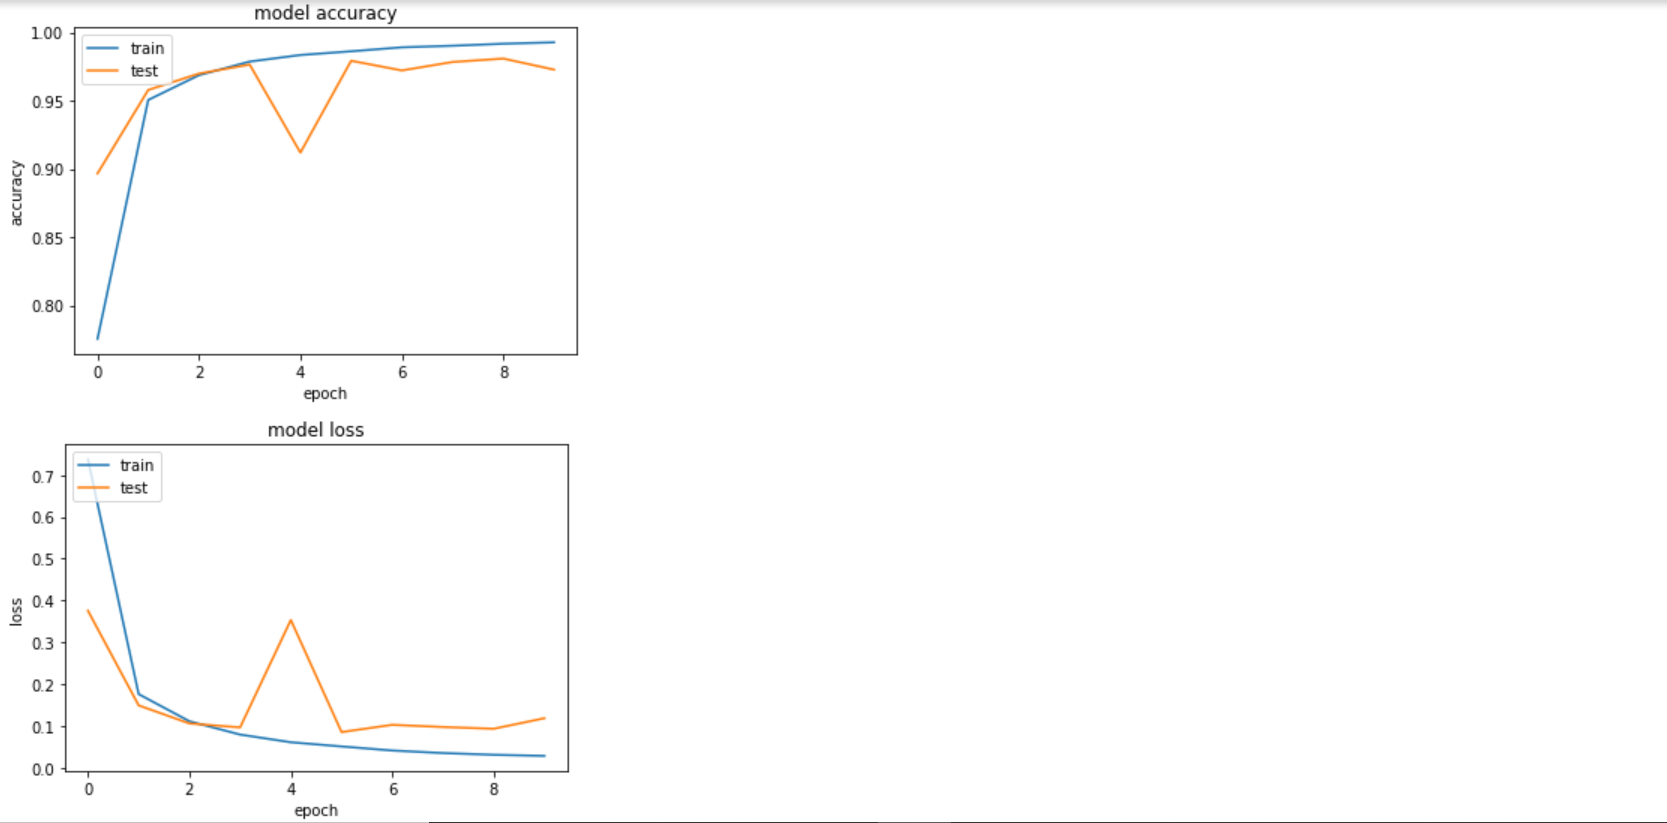 model accuracy
1.00
train
test
0.95
0.90
0.85
0.80
accuracy
0 2 4 6 8
epoch
model loss
train
test
0.7
0.6
0.5
0.4
0.3
0.2
0.1
0.0
loss
0 2 4 6 8
epoch